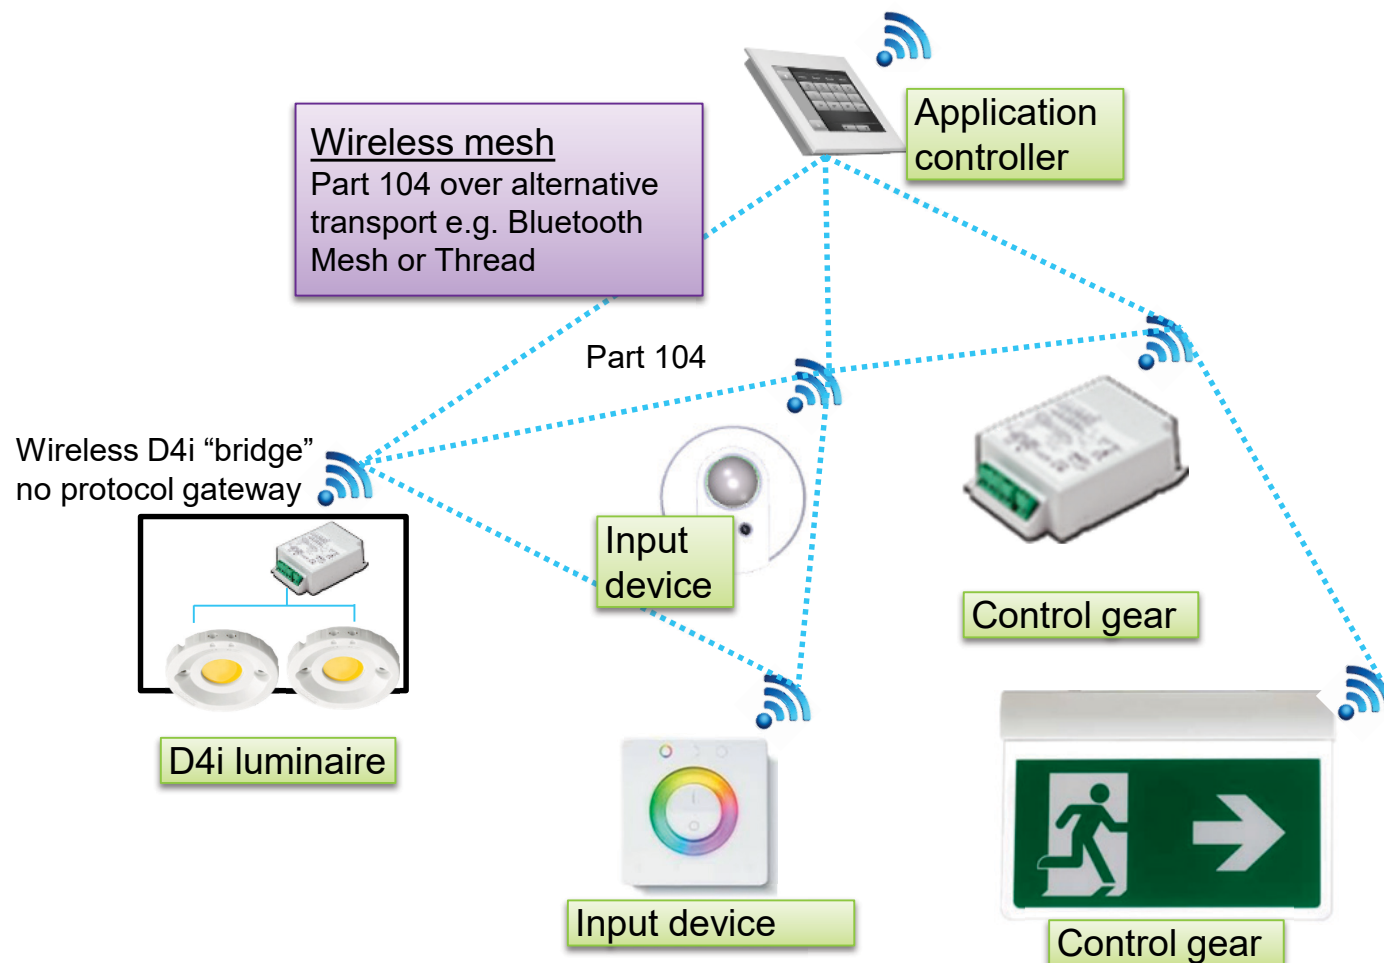 Application
controller
Wireless mesh
Part 104 over alternative
transport e.g. Bluetooth
Mesh or Thread
Part 104
Wireless D4i “bridge”
no protocol gateway
Input
device
Control gear
D4i luminaire
Input device
Control gear